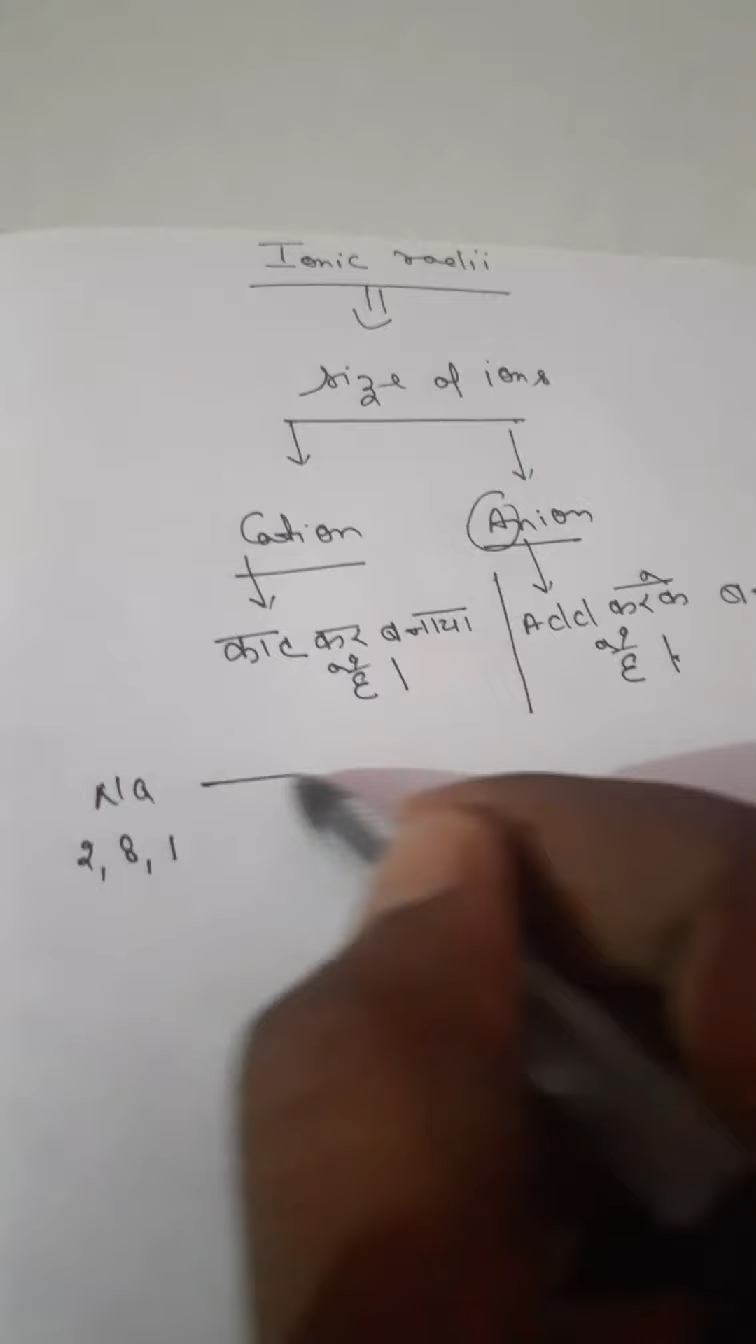 Ionic radii
Size of ions
Cation Anion
काट कर बनाया Add करके
है। है।
Na
2, 8, 1